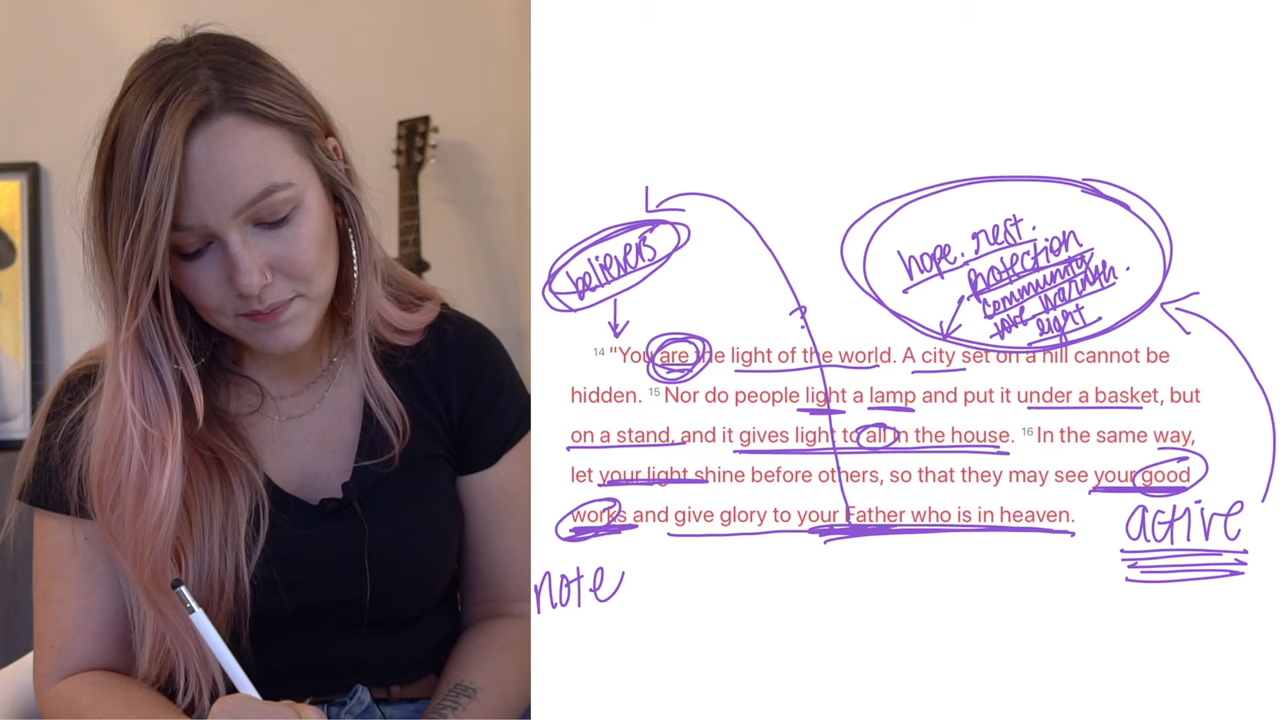 believers
hope. rest.
protection
community
love warmth.
light
?
14 "You are the light of the world. A city set on a hill cannot be
hidden. 15 Nor do people light a lamp and put it under a basket, but
on a stand, and it gives light to all in the house. 16 In the same way,
let your light shine before others, so that they may see your good
works and give glory to your Father who is in heaven.
active
note